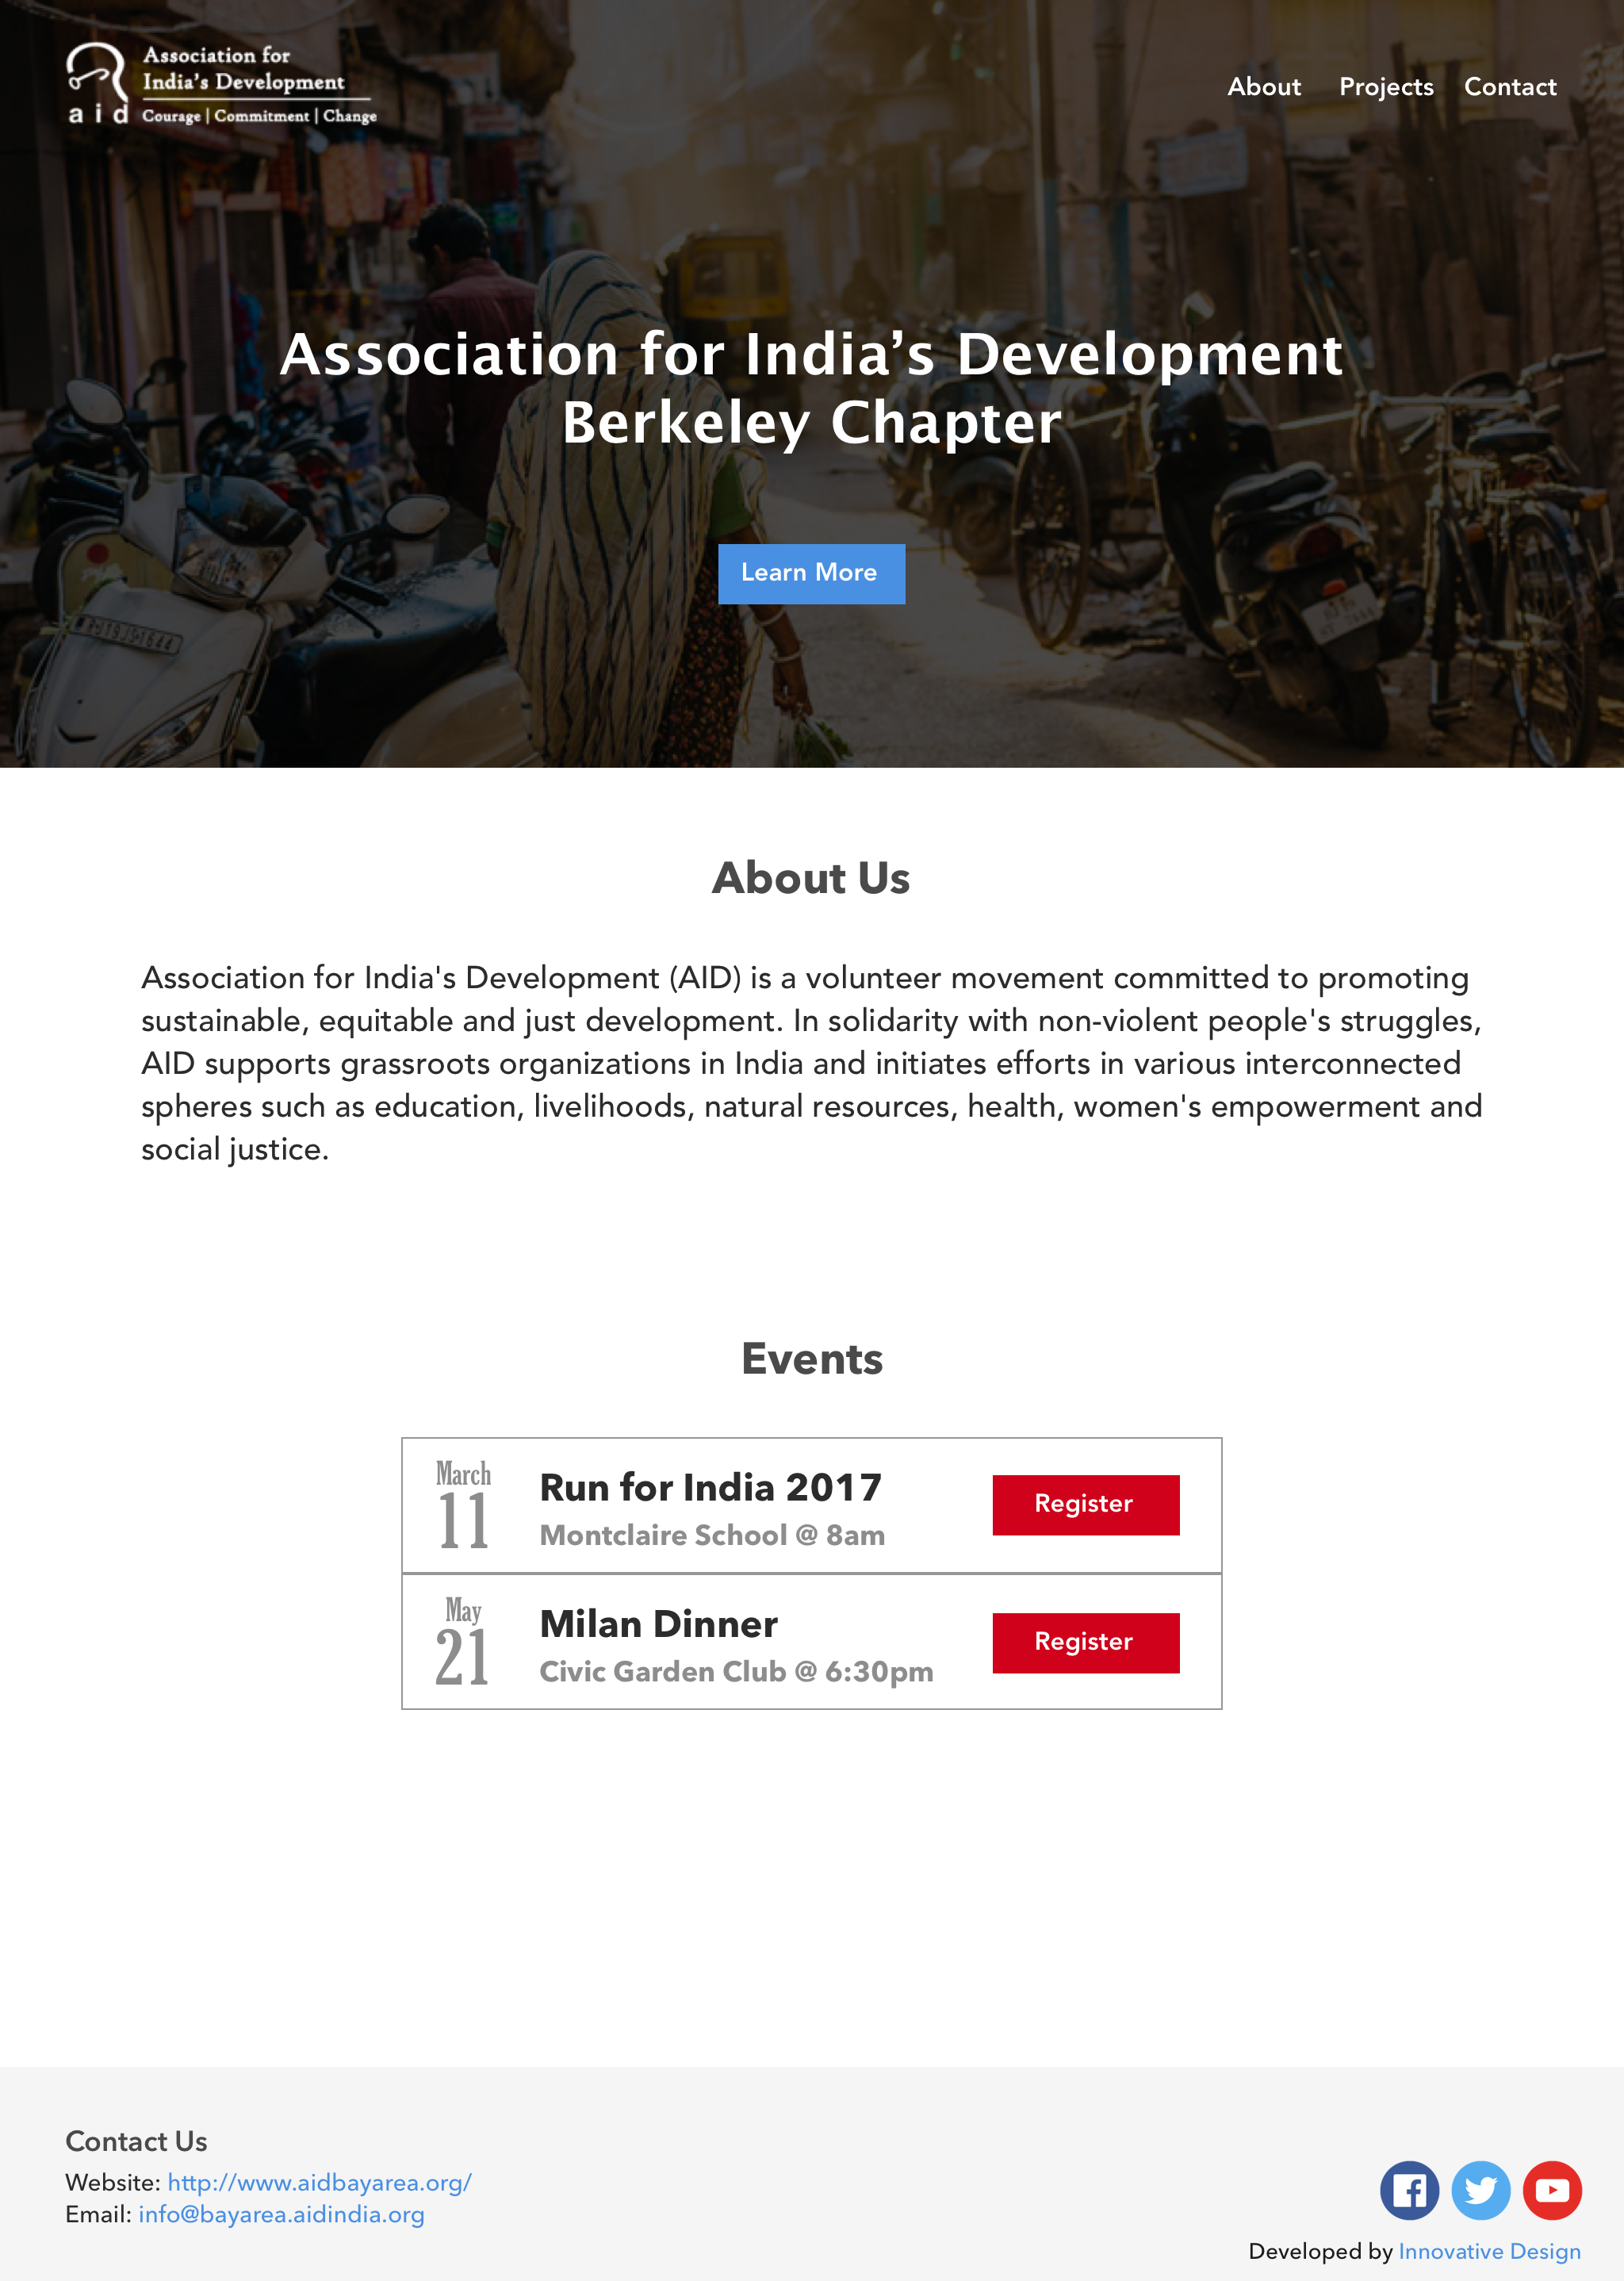 Association for
India's Development
aid
Courage | Commitment | Change
About Projects Contact
Association for India’s Development
Berkeley Chapter
Learn More
About Us
Association for India's Development (AID) is a volunteer movement committed to promoting
sustainable, equitable and just development. In solidarity with non-violent people's struggles,
AID supports grassroots organizations in India and initiates efforts in various interconnected
spheres such as education, livelihoods, natural resources, health, women's empowerment and
social justice.
Events
March
11
Run for India 2017
Montclaire School @ 8am
Register
May
21
Milan Dinner
Civic Garden Club @ 6:30pm
Register
Contact Us
Website: http://www.aidbayarea.org/
Email: info@bayarea.aidindia.org
Developed by Innovative Design